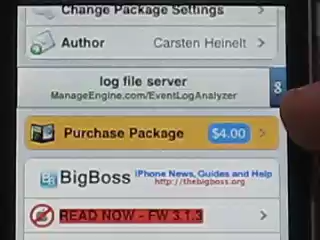 Change Package Settings
Author Carsten Heinelt
log file server
ManageEngine.com/EventLogAnalyzer
Purchase Package $4.00
BigBoss iPhone News, Guides and Help
http://thebigboss.org
READ NOW - FW 3.1.3